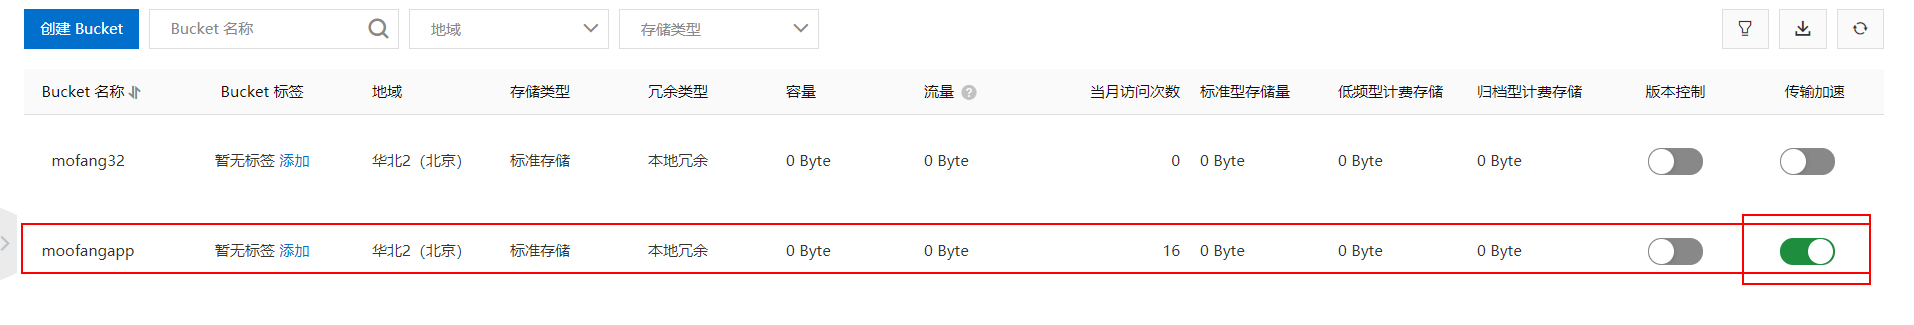 创建 Bucket Bucket 名称 地域 存储类型
Bucket 名称 Bucket 标签 地域 存储类型 冗余类型 容量 流量 ? 当月访问次数 标准型存储量 低频型计费存储 归档型计费存储 版本控制 传输加速
mofang32 暂无标签 添加 华北2（北京） 标准存储 本地冗余 0 Byte 0 Byte 0 0 Byte 0 Byte 0 Byte
moofangapp 暂无标签 添加 华北2（北京） 标准存储 本地冗余 0 Byte 0 Byte 16 0 Byte 0 Byte 0 Byte